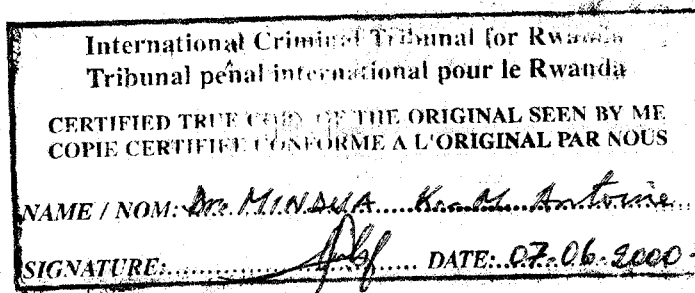 International Criminal Tribunal for Rwanda
Tribunal pénal international pour le Rwanda
CERTIFIED TRUE COPY OF THE ORIGINAL SEEN BY ME
COPIE CERTIFIEE CONFORME A L'ORIGINAL PAR NOUS
NAME / NOM: Dr. MINDUA K.... M. Antoine
SIGNATURE:.................... DATE: 07.06.2000